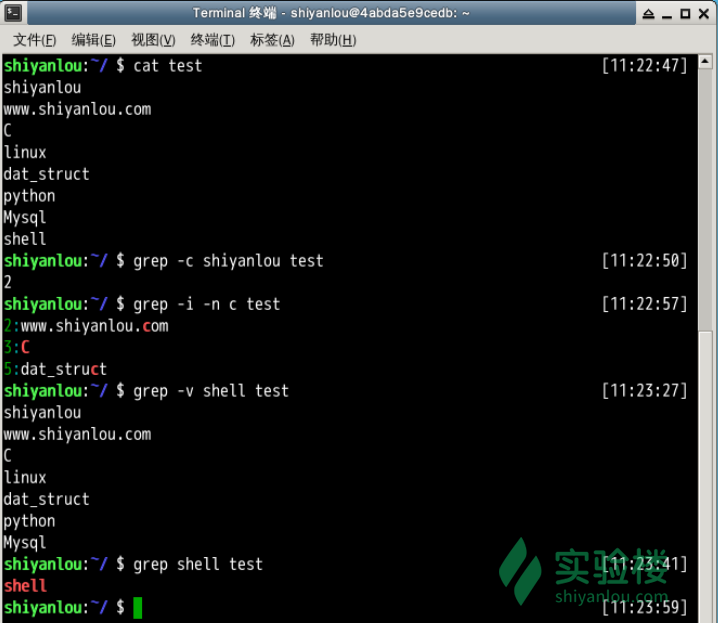 Terminal 终端 - shiyanlou@4abda5e9cedb: ~
文件(F) 编辑(E) 视图(V) 终端(T) 标签(A) 帮助(H)
shiyanlou:~/ $ cat test [11:22:47]
shiyanlou
www.shiyanlou.com
C
linux
dat_struct
python
Mysql
shell
shiyanlou:~/ $ grep -c shiyanlou test [11:22:50]
2
shiyanlou:~/ $ grep -i -n c test [11:22:57]
2:www.shiyanlou.com
3:C
5:dat_struct
shiyanlou:~/ $ grep -v shell test [11:23:27]
shiyanlou
www.shiyanlou.com
C
linux
dat_struct
python
Mysql
shiyanlou:~/ $ grep shell test [11:23:41]
shell
shiyanlou:~/ $ [11:23:59]
实验楼
shiyanlou.com